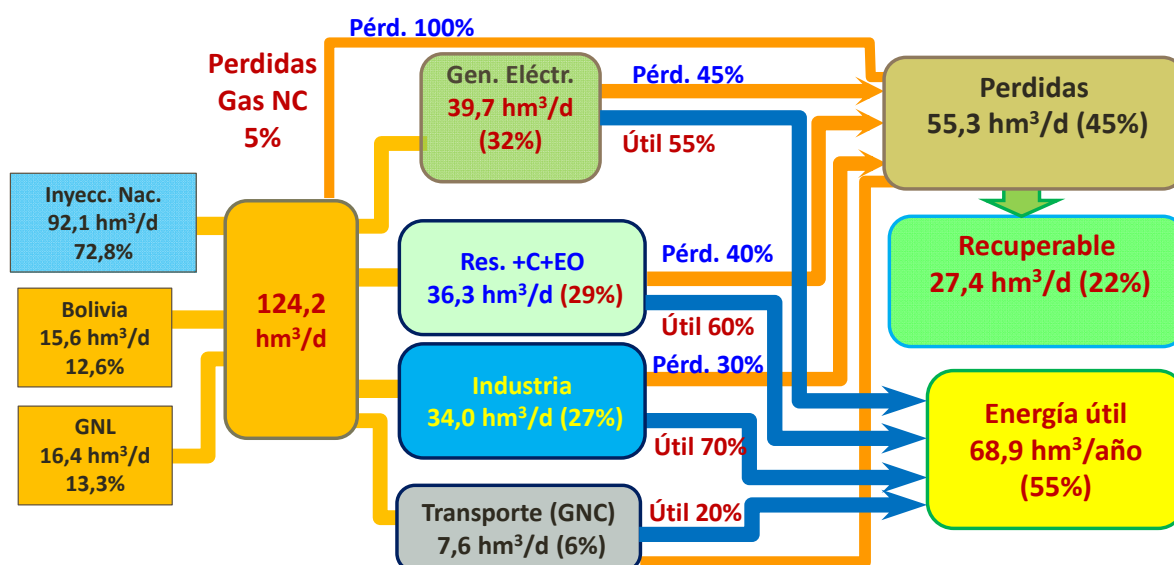 Pérd. 100%
Perdidas
Gas NC
5%
Gen. Eléctr.
39,7 hm³/d
(32%)
Pérd. 45%
Útil 55%
Perdidas
55,3 hm³/d (45%)
Inyecc. Nac.
92,1 hm³/d
72,8%
Bolivia
15,6 hm³/d
12,6%
GNL
16,4 hm³/d
13,3%
124,2
hm³/d
Res. +C+EO
36,3 hm³/d (29%)
Pérd. 40%
Útil 60%
Recuperable
27,4 hm³/d (22%)
Industria
34,0 hm³/d (27%)
Pérd. 30%
Útil 70%
Energía útil
68,9 hm³/año
(55%)
Transporte (GNC)
7,6 hm³/d (6%)
Útil 20%